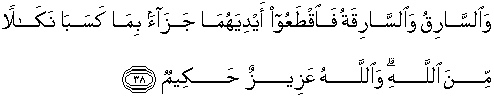 وَٱلسَّارِقُ وَٱلسَّارِقَةُ فَٱقْطَعُوٓا۟ أَيْدِيَهُمَا جَزَآءًۢ بِمَا كَسَبَا نَكَـٰلًا
مِّنَ ٱللَّهِ ۗ وَٱللَّهُ عَزِيزٌ حَكِيمٌ ٣٨